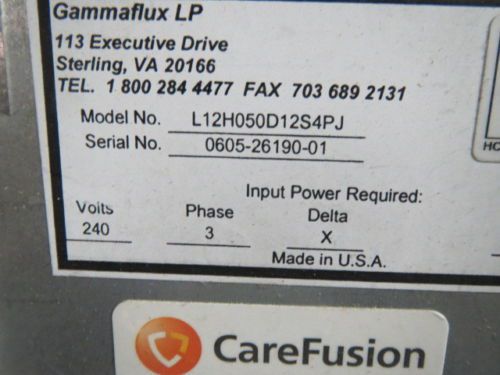 Gammaflux LP
113 Executive Drive
Sterling, VA 20166
TEL. 1 800 284 4477 FAX 703 689 2131
Model No. L12H050D12S4PJ
Serial No. 0605-26190-01
Input Power Required:
Volts Phase Delta
240 3 X
Made in U.S.A.
HC
CareFusion